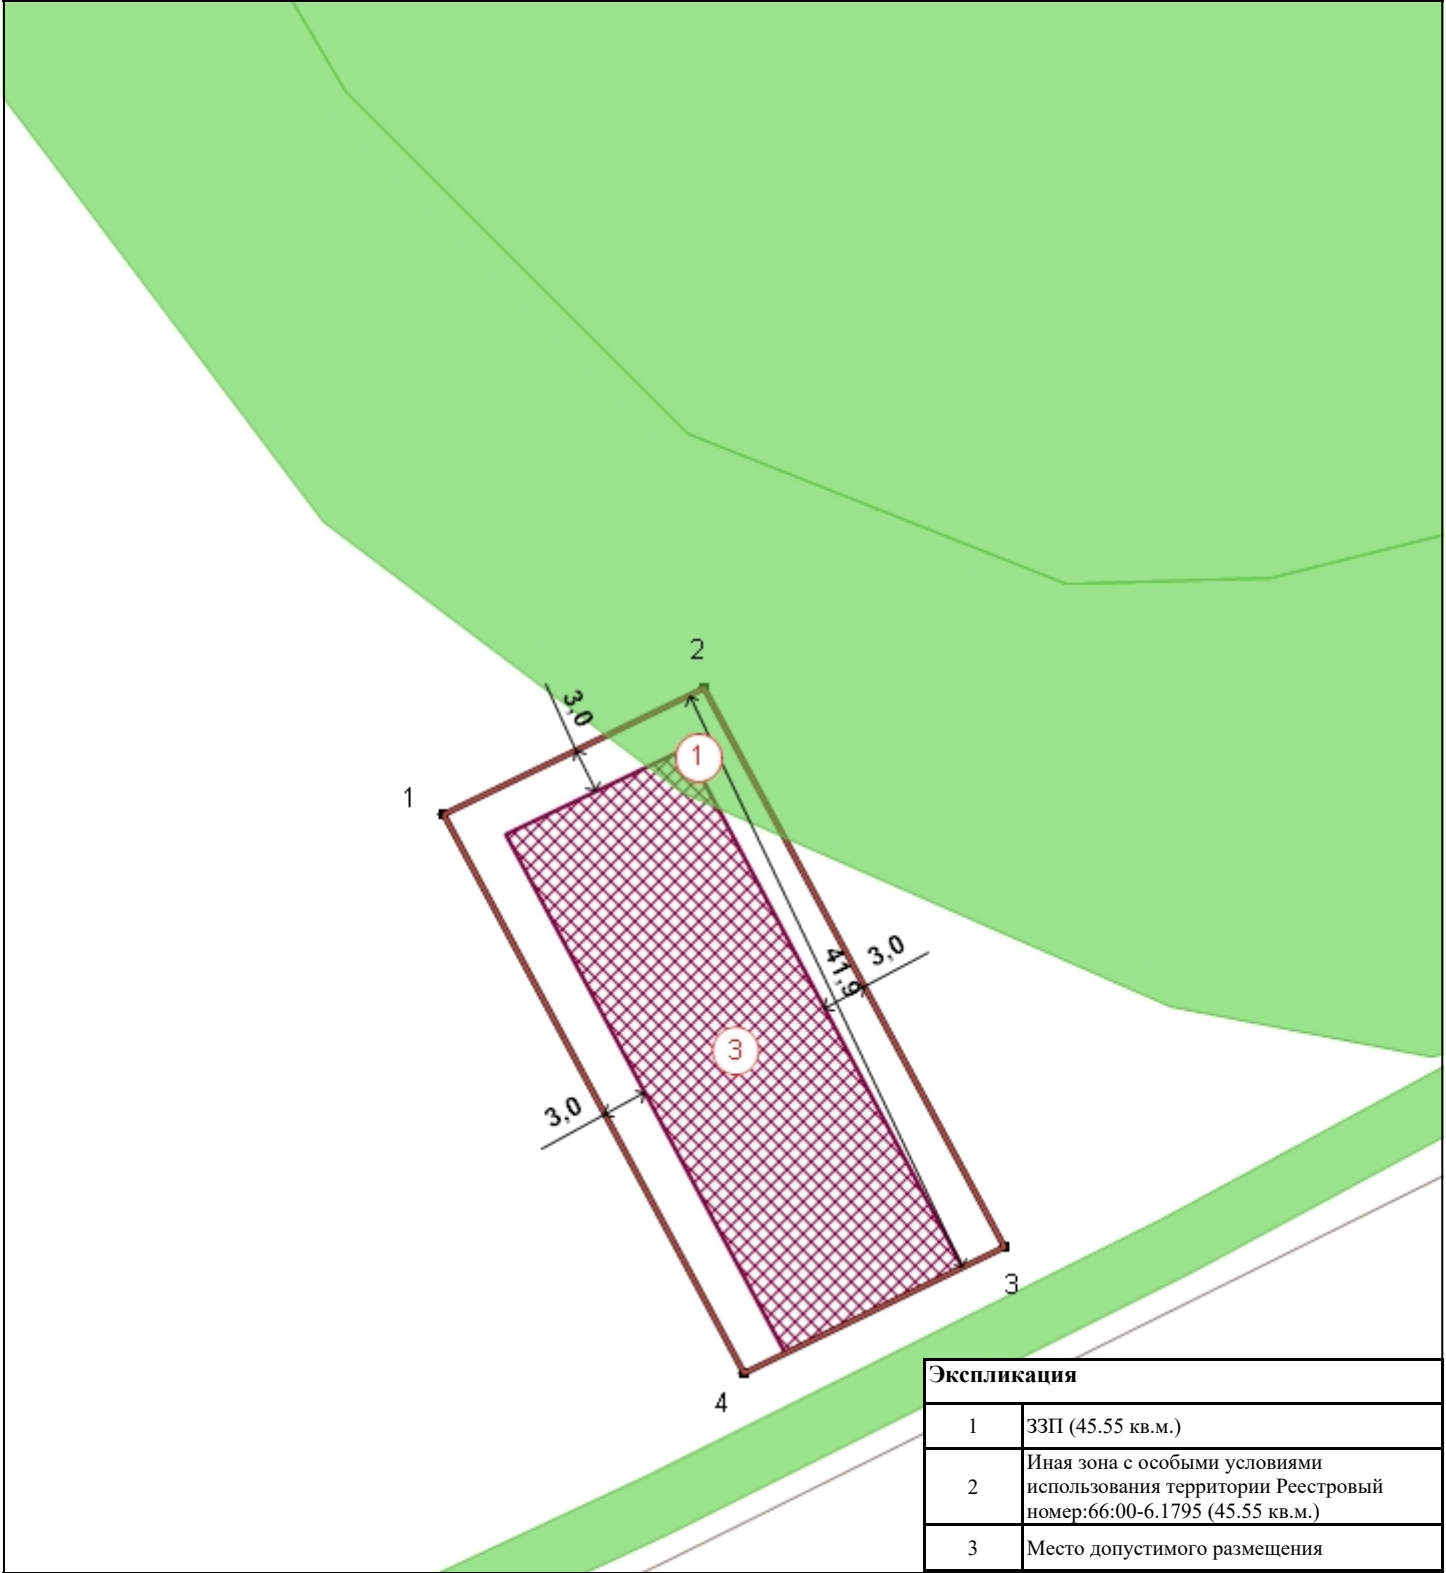 2
3,0
1
1
41,9
3,0
3
3,0
3
4
Экспликация
1 ЗЗП (45.55 кв.м.)
2 Иная зона с особыми условиями
использования территории Реестровый
номер:66:00-6.1795 (45.55 кв.м.)
3 Место допустимого размещения